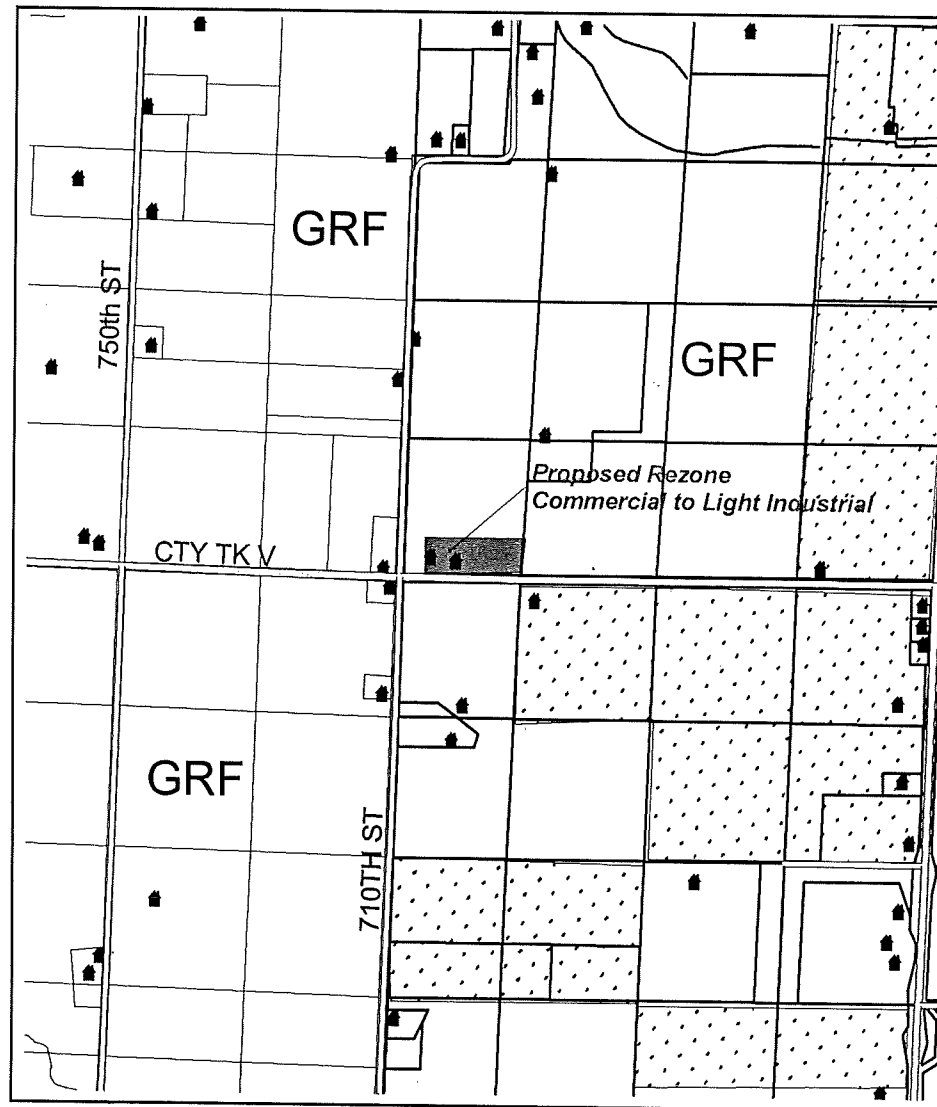 GRF
750th ST
GRF
Proposed Rezone
Commercial to Light Industrial
CTY TK V
GRF
710TH ST